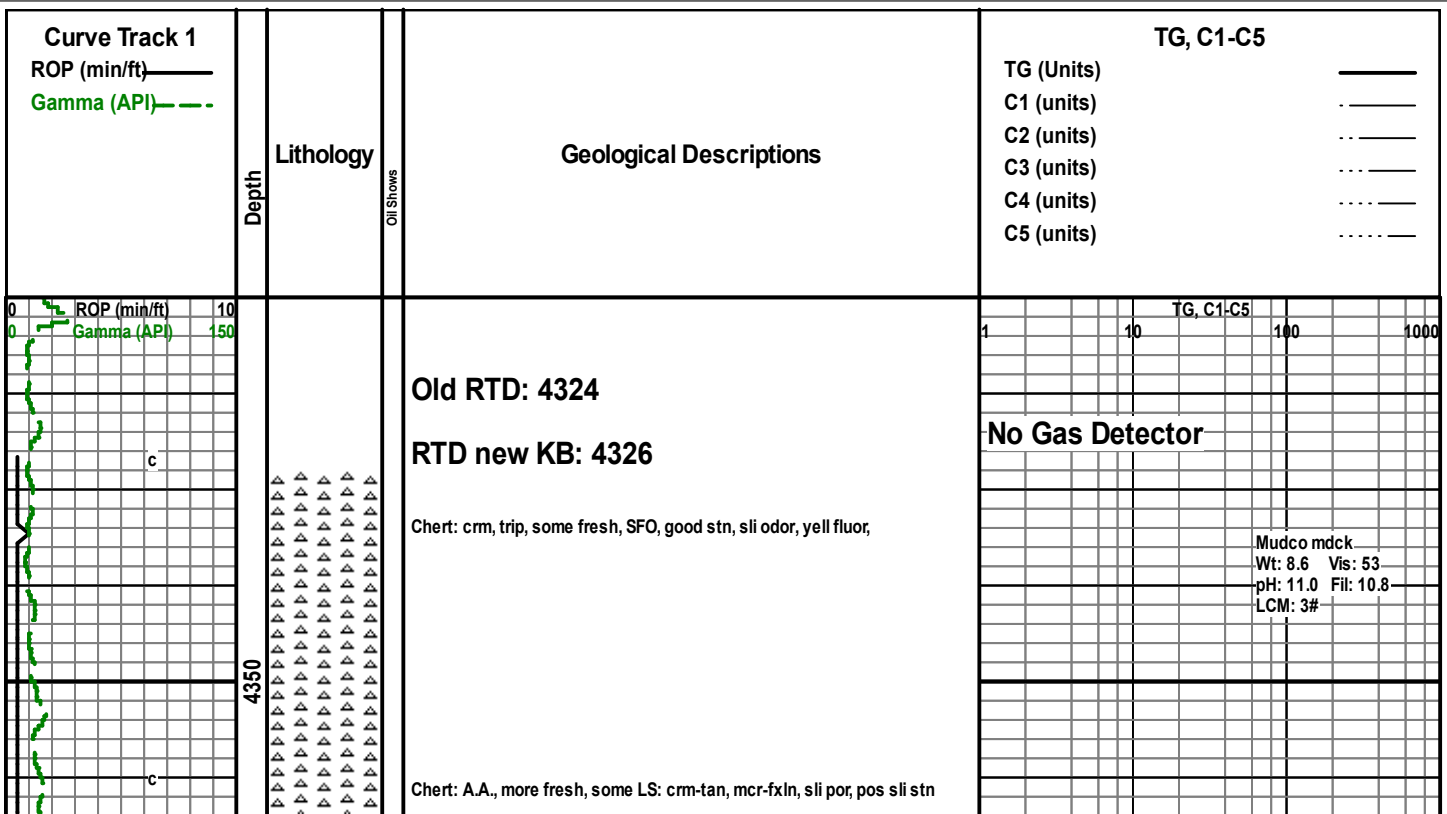 Curve Track 1
ROP (min/ft)
Gamma (API)
Depth
Lithology
Oil Shows
Geological Descriptions
TG, C1-C5
TG (Units)
C1 (units)
C2 (units)
C3 (units)
C4 (units)
C5 (units)
0 ROP (min/ft) 10
0 Gamma (API) 150
TG, C1-C5
1 10 100 1000
Old RTD: 4324
No Gas Detector
RTD new KB: 4326
c
Chert: crm, trip, some fresh, SFO, good stn, sli odor, yell fluor,
Mudco mdck
Wt: 8.6 Vis: 53
pH: 11.0 Fil: 10.8
LCM: 3#
4350
c
Chert: A.A., more fresh, some LS: crm-tan, mcr-fxln, sli por, pos sli stn